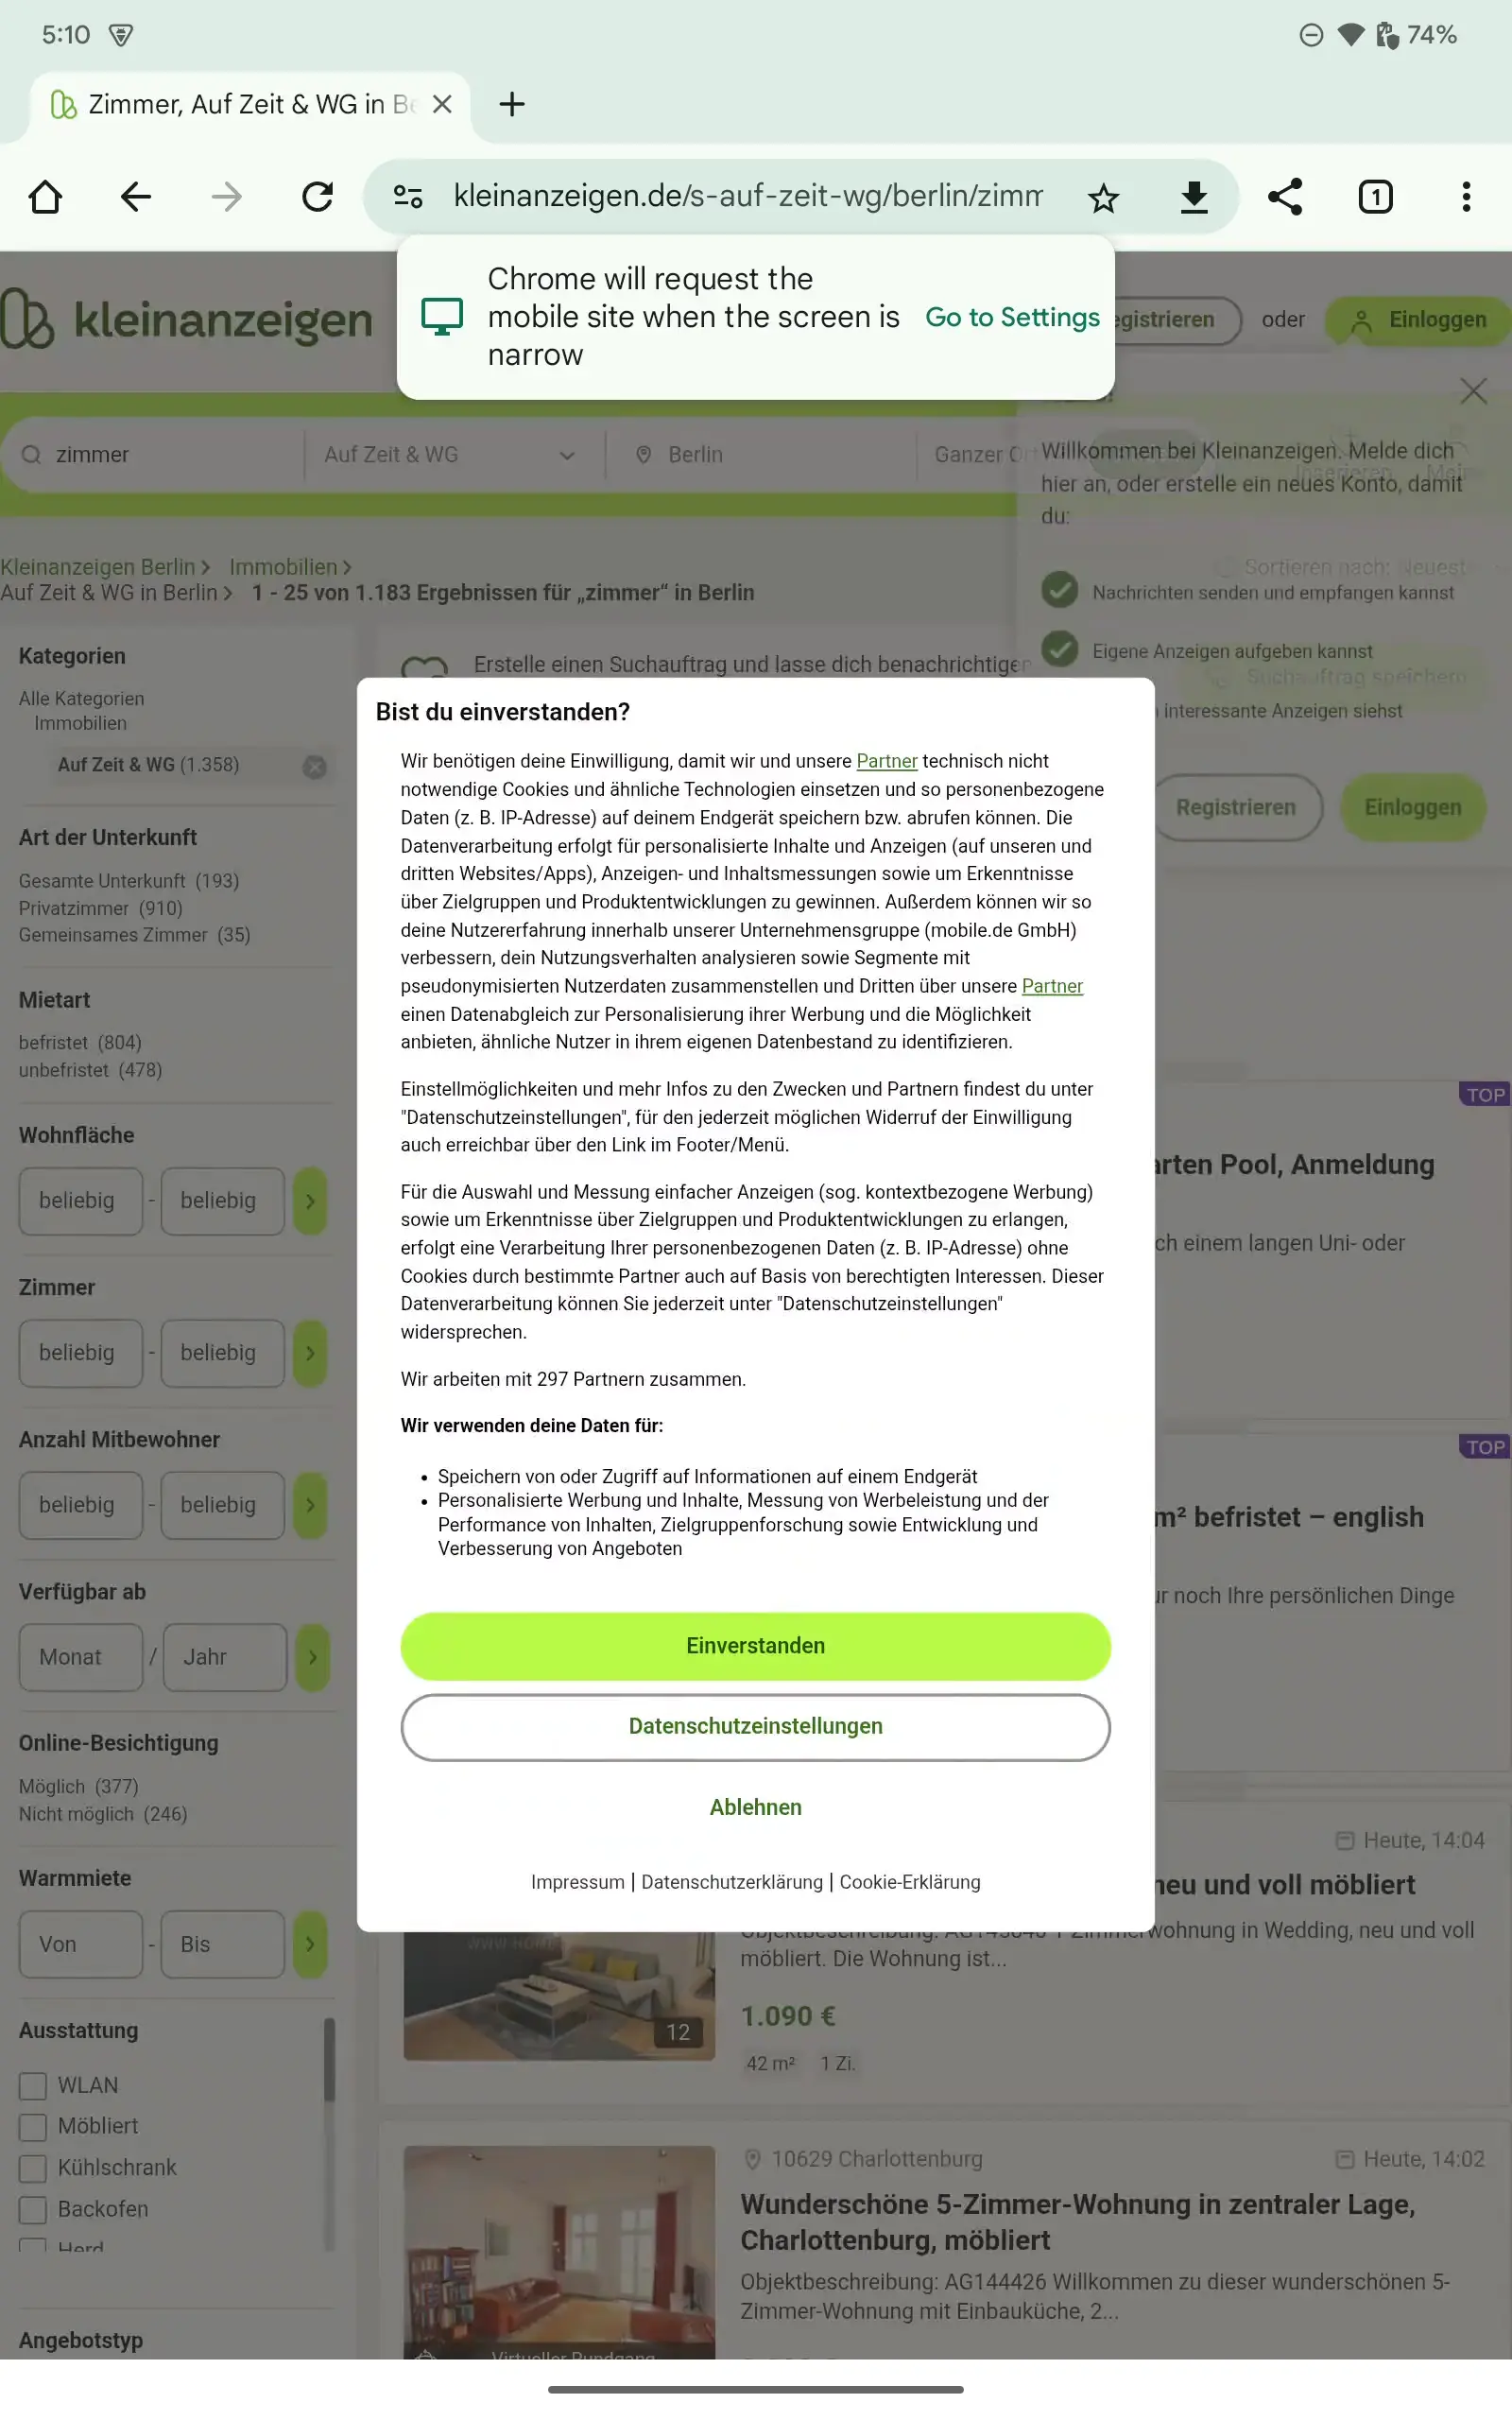 5:10
74%
Zimmer, Auf Zeit & WG in Be
kleinanzeigen.de/s-auf-zeit-wg/berlin/zimm
1
Chrome will request the
mobile site when the screen is
narrow
Go to Settings
kleinanzeigen
egistrieren
oder
Einloggen
zimmer
Auf Zeit & WG
Berlin
Ganzer Ort
Willkommen bei Kleinanzeigen. Melde dich
hier an, oder erstelle ein neues Konto, damit
du:
Inserieren
Mein
Kleinanzeigen Berlin
Immobilien
Auf Zeit & WG in Berlin
1 - 25 von 1.183 Ergebnissen für „zimmer“ in Berlin
Sortieren nach: Neuest
Nachrichten senden und empfangen kannst
Eigene Anzeigen aufgeben kannst
Suchauftrag speichern
interessante Anzeigen siehst
Registrieren
Einloggen
Erstelle einen Suchauftrag und lasse dich benachrichtigen
Kategorien
Alle Kategorien
Immobilien
Auf Zeit & WG (1.358)
Art der Unterkunft
Gesamte Unterkunft (193)
Privatzimmer (910)
Gemeinsames Zimmer (35)
Mietart
befristet (804)
unbefristet (478)
Wohnfläche
beliebig - beliebig
Zimmer
beliebig - beliebig
Anzahl Mitbewohner
beliebig - beliebig
Verfügbar ab
Monat / Jahr
Online-Besichtigung
Möglich (377)
Nicht möglich (246)
Warmmiete
Von - Bis
Ausstattung
WLAN
Möbliert
Kühlschrank
Backofen
Herd
Angebotstyp
Bist du einverstanden?
Wir benötigen deine Einwilligung, damit wir und unsere Partner technisch nicht
notwendige Cookies und ähnliche Technologien einsetzen und so personenbezogene
Daten (z. B. IP-Adresse) auf deinem Endgerät speichern bzw. abrufen können. Die
Datenverarbeitung erfolgt für personalisierte Inhalte und Anzeigen (auf unseren und
dritten Websites/Apps), Anzeigen- und Inhaltsmessungen sowie um Erkenntnisse
über Zielgruppen und Produktentwicklungen zu gewinnen. Außerdem können wir so
deine Nutzererfahrung innerhalb unserer Unternehmensgruppe (mobile.de GmbH)
verbessern, dein Nutzungsverhalten analysieren sowie Segmente mit
pseudonymisierten Nutzerdaten zusammenstellen und Dritten über unsere Partner
einen Datenabgleich zur Personalisierung ihrer Werbung und die Möglichkeit
anbieten, ähnliche Nutzer in ihrem eigenen Datenbestand zu identifizieren.
Einstellmöglichkeiten und mehr Infos zu den Zwecken und Partnern findest du unter
"Datenschutzeinstellungen", für den jederzeit möglichen Widerruf der Einwilligung
auch erreichbar über den Link im Footer/Menü.
Für die Auswahl und Messung einfacher Anzeigen (sog. kontextbezogene Werbung)
sowie um Erkenntnisse über Zielgruppen und Produktentwicklungen zu erlangen,
erfolgt eine Verarbeitung Ihrer personenbezogenen Daten (z. B. IP-Adresse) ohne
Cookies durch bestimmte Partner auch auf Basis von berechtigten Interessen. Dieser
Datenverarbeitung können Sie jederzeit unter "Datenschutzeinstellungen"
widersprechen.
Wir arbeiten mit 297 Partnern zusammen.
Wir verwenden deine Daten für:
• Speichern von oder Zugriff auf Informationen auf einem Endgerät
• Personalisierte Werbung und Inhalte, Messung von Werbeleistung und der
Performance von Inhalten, Zielgruppenforschung sowie Entwicklung und
Verbesserung von Angeboten
Einverstanden
Datenschutzeinstellungen
Ablehnen
Impressum | Datenschutzerklärung | Cookie-Erklärung
TOP
arten Pool, Anmeldung
ch einem langen Uni- oder
TOP
m² befristet – english
ur noch Ihre persönlichen Dinge
Heute, 14:04
neu und voll möbliert
Objektbeschreibung: 1 Zimmerwohnung in Wedding, neu und voll
möbliert. Die Wohnung ist...
1.090 €
42 m² 1 Zi.
12
10629 Charlottenburg
Heute, 14:02
Wunderschöne 5-Zimmer-Wohnung in zentraler Lage,
Charlottenburg, möbliert
Objektbeschreibung: AG144426 Willkommen zu dieser wunderschönen 5-
Zimmer-Wohnung mit Einbauküche, 2...
Virtueller Rundgang